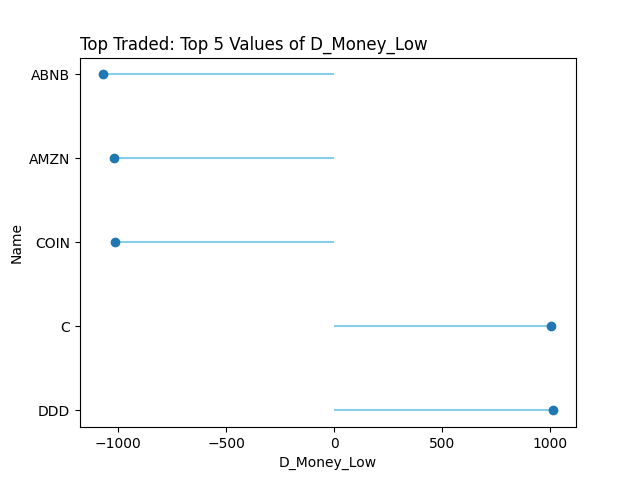 Top Traded: Top 5 Values of D_Money_Low
ABNB
AMZN
COIN
C
DDD
Name
−1000
−500
0
500
1000
D_Money_Low